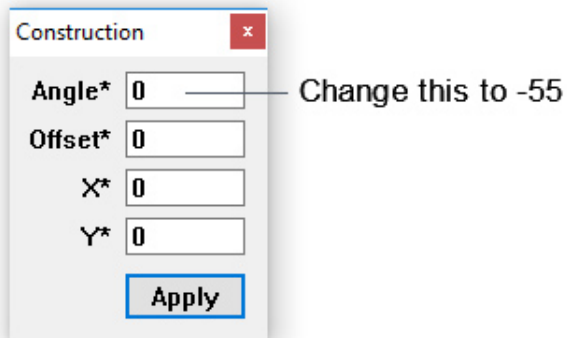 Construction x
Angle* 0 Change this to -55
Offset* 0
X* 0
Y* 0
Apply